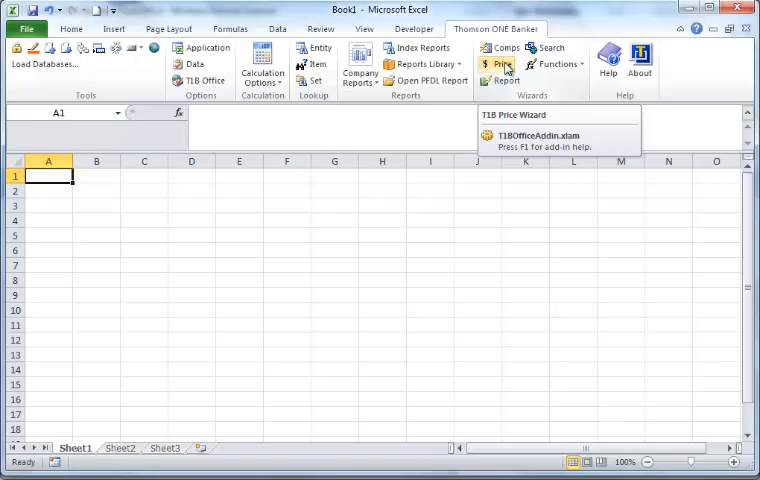 Book1 - Microsoft Excel
File Home Insert Page Layout Formulas Data Review View Developer Thomson ONE Banker
Application Entity Index Reports Comps Search
Load Databases... Data Calculation Options Item Company Reports Reports Library $ Price Functions Help About
T1B Office Set Open PFDL Report Report
Tools Options Calculation Lookup Reports Wizards Help
A1 fx
T1B Price Wizard
T1BOfficeAddin.xlam
Press F1 for add-in help.
A B C D E F G H I J K L M N O
1
2
3
4
5
6
7
8
9
10
11
12
13
14
15
16
17
18
Sheet1 Sheet2 Sheet3
Ready 100%